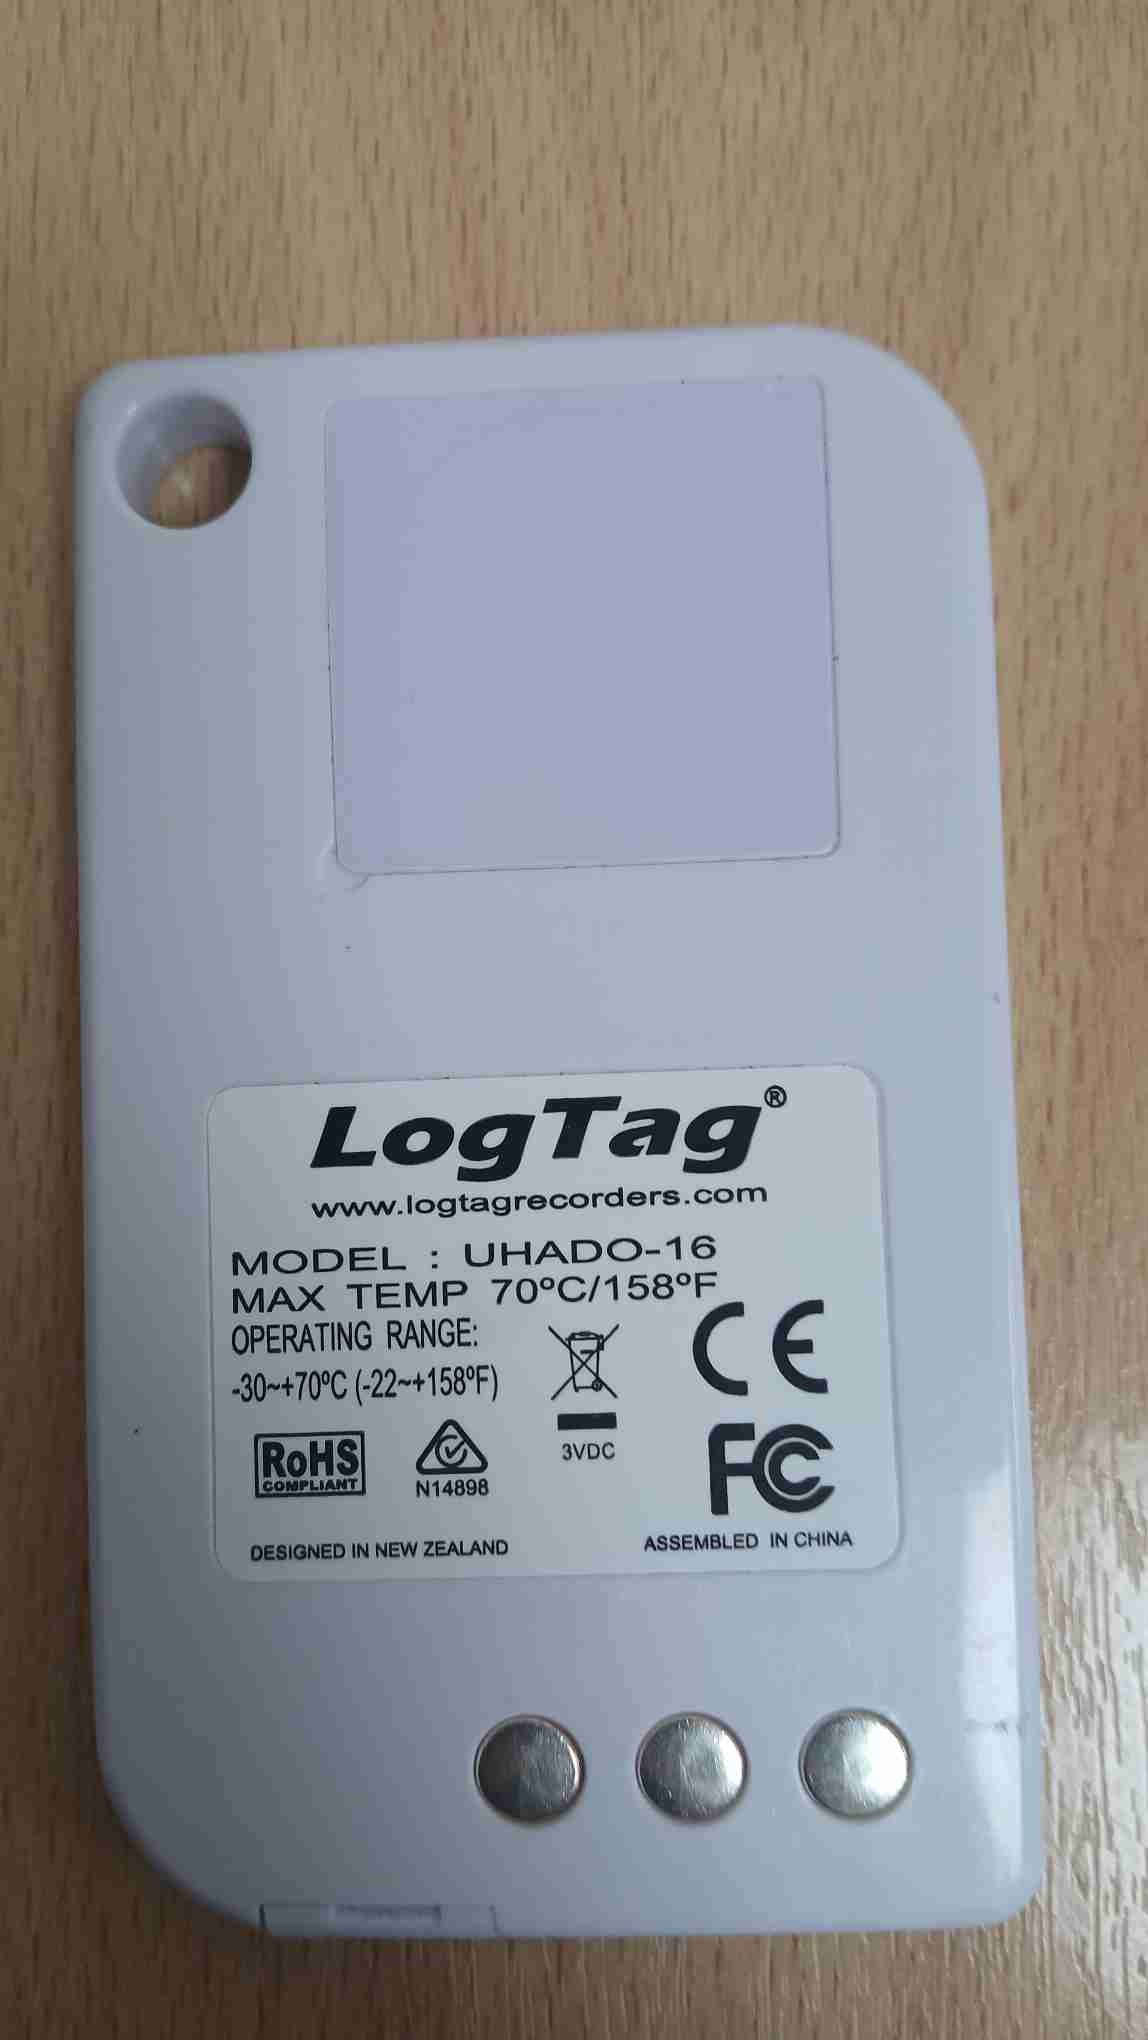 LogTag®
www.logtagrecorders.com
MODEL : UHADO-16
MAX TEMP 70ºC/158ºF
OPERATING RANGE:
-30~+70ºC (-22~+158ºF)
CE
RoHS
COMPLIANT
N14898
3VDC
FC
DESIGNED IN NEW ZEALAND
ASSEMBLED IN CHINA